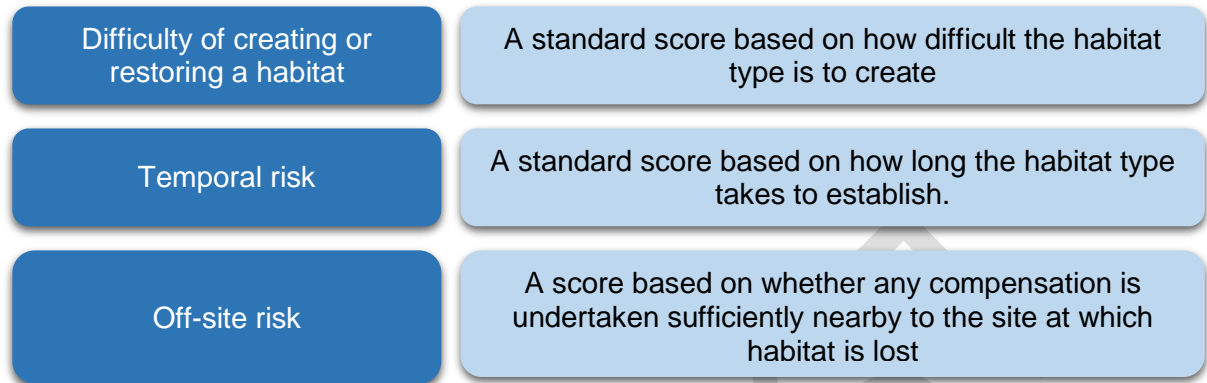 Difficulty of creating or
restoring a habitat
A standard score based on how difficult the habitat
type is to create
Temporal risk
A standard score based on how long the habitat type
takes to establish.
Off-site risk
A score based on whether any compensation is
undertaken sufficiently nearby to the site at which
habitat is lost